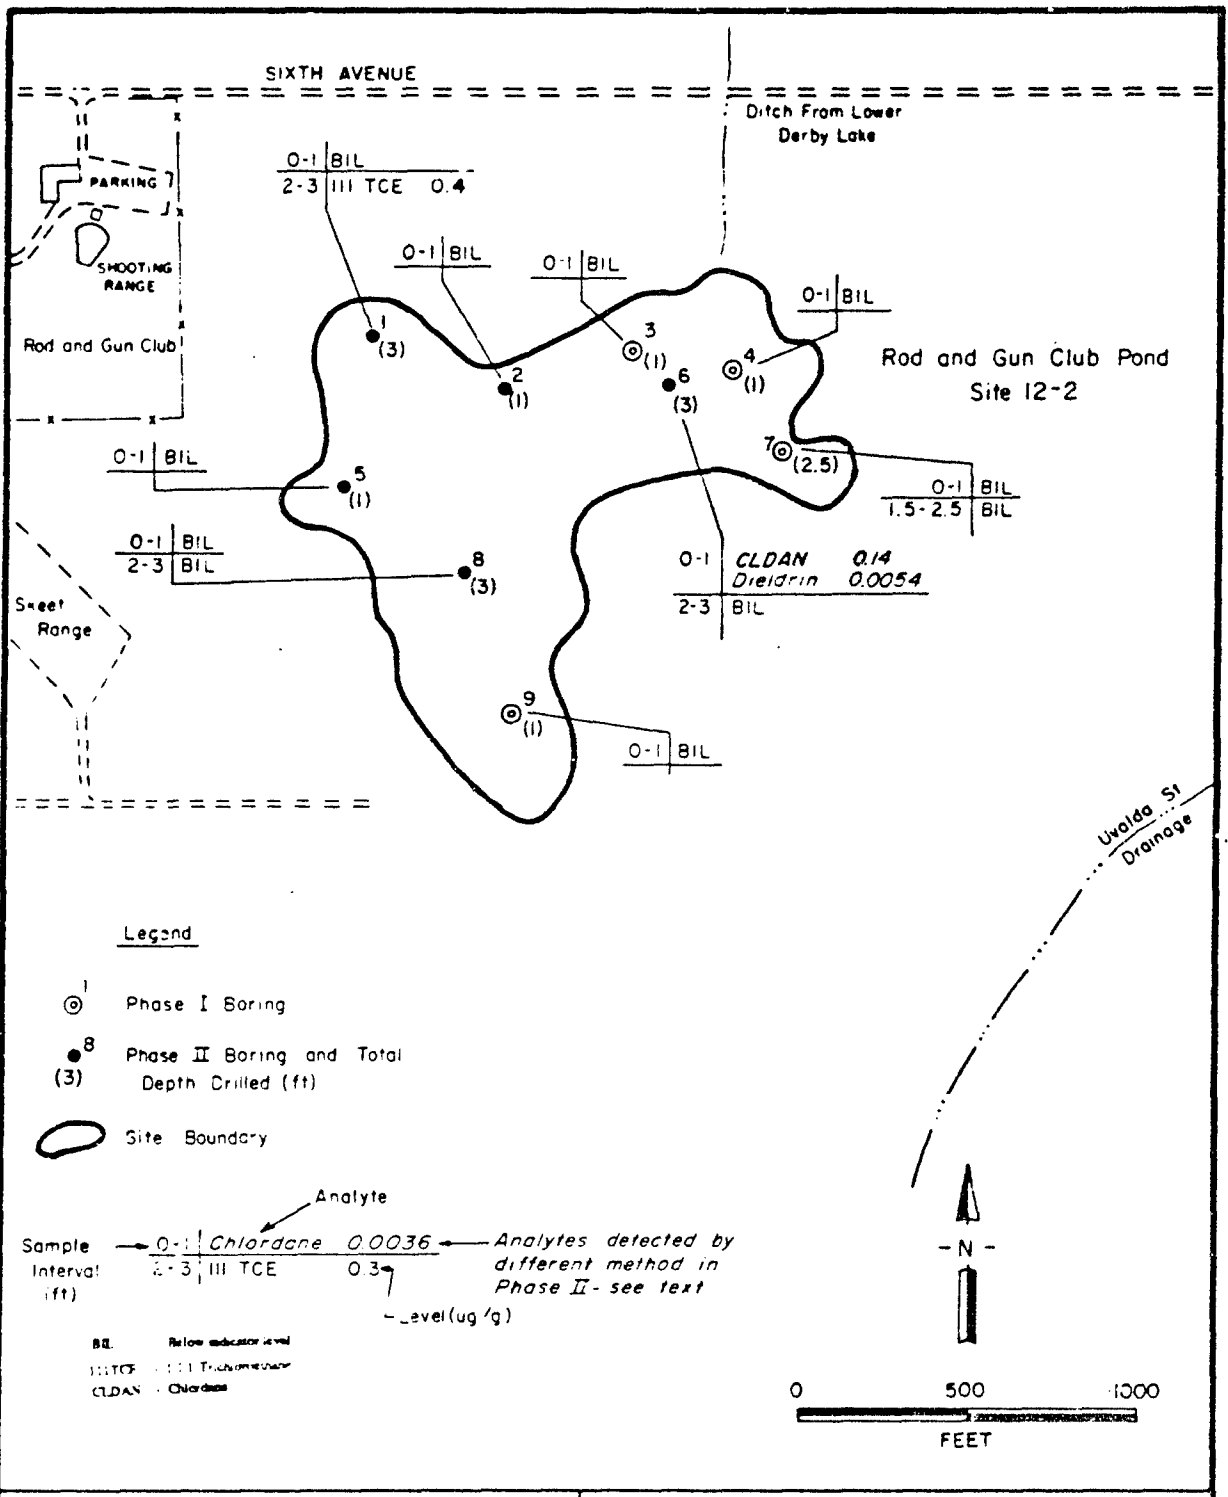 SIXTH AVENUE
Ditch From Lower
Derby Lake
0-1 BIL
2-3 111 TCE 0.4
PARKING
SHOOTING
RANGE
Rod and Gun Club
0-1 BIL
0-1 BIL
0-1 BIL
1
(3)
2
(1)
3
(1)
4
(1)
6
(3)
Rod and Gun Club Pond
Site 12-2
7
(2.5)
0-1 BIL
5
(1)
0-1 BIL
1.5-2.5 BIL
0-1 BIL
2-3 BIL
8
(3)
0-1 CLDAN 0.14
Dieldrin 0.0054
2-3 BIL
Skeet
Range
9
(1)
0-1 BIL
Uvalda St
Drainage
Legend
1
Phase I Boring
8
(3)
Phase II Boring and Total
Depth Drilled (ft)
Site Boundary
Analyte
Sample
Interval
(ft)
0-1 Chlordane 0.0036
2-3 111 TCE 0.3
Analytes detected by
different method in
Phase II - see text
Level (ug/g)
BIL Below indicator level
111TCE
CLDAN - Chlordane
- N -
0 500 1000
FEET